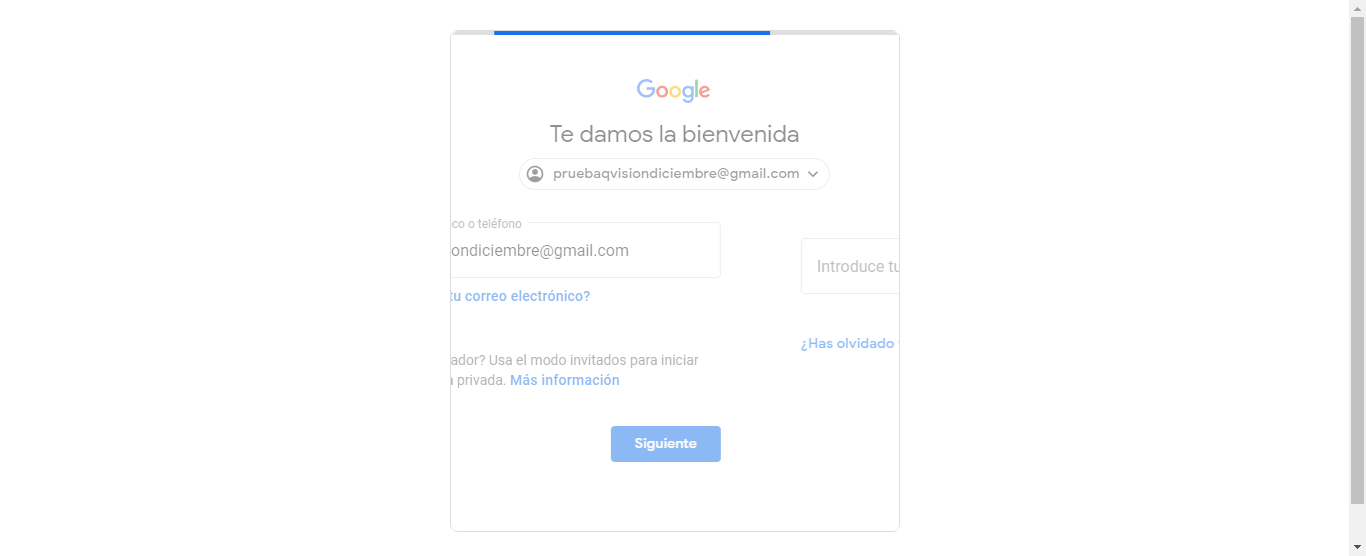 Google
Te damos la bienvenida
pruebaqvisiondiciembre@gmail.com
co o teléfono
ondiciembre@gmail.com
Introduce tu
tu correo electrónico?
¿Has olvidado
ador? Usa el modo invitados para iniciar
a privada. Más información
Siguiente